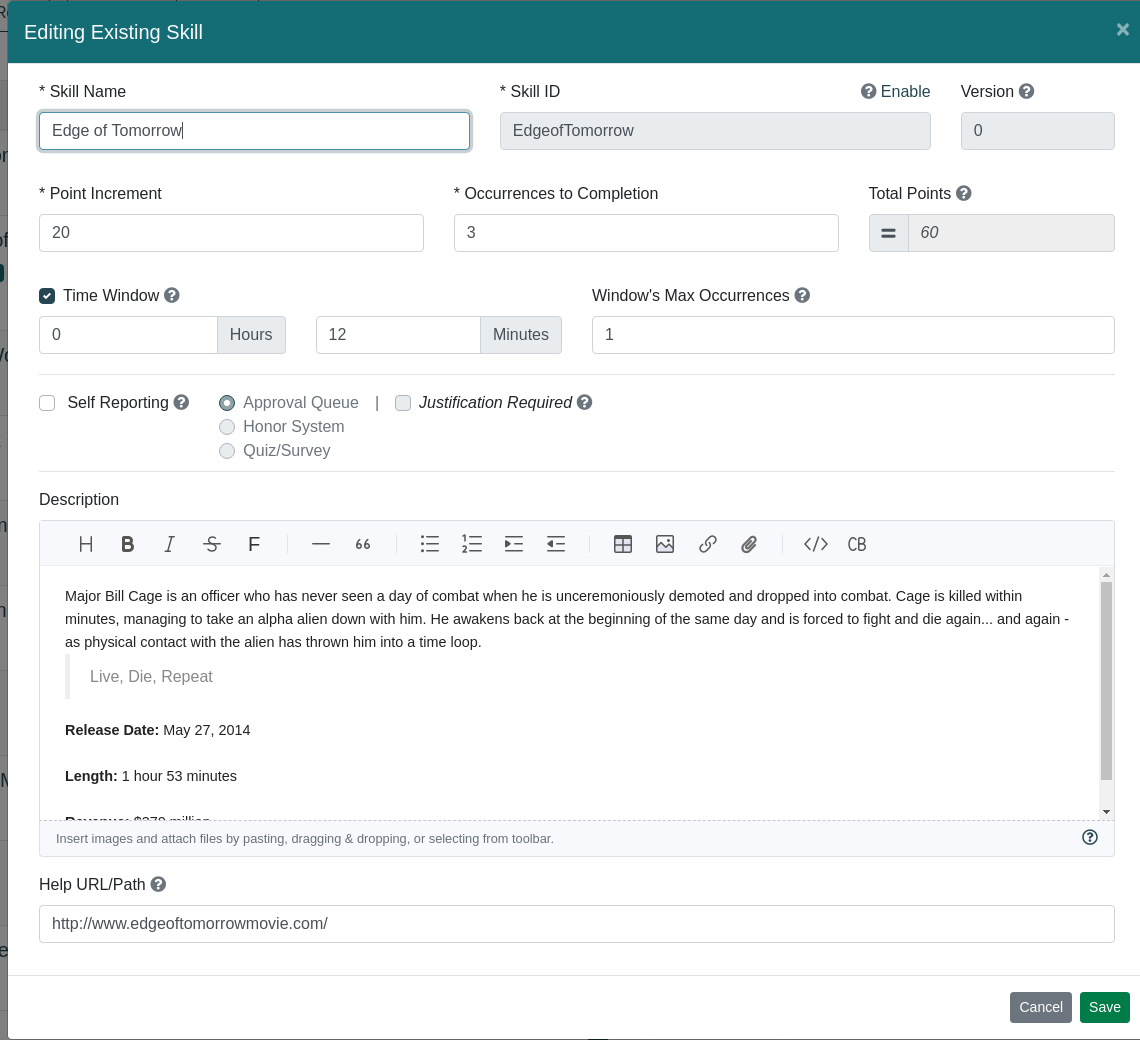 Editing Existing Skill
×
* Skill Name
* Skill ID
Enable
Version
Edge of Tomorrow
EdgeofTomorrow
0
* Point Increment
* Occurrences to Completion
Total Points
20
3
=
60
Time Window
Window's Max Occurrences
0
Hours
12
Minutes
1
Self Reporting
Approval Queue
|
Justification Required
Honor System
Quiz/Survey
Description
H B I S F — 66 </> CB
Major Bill Cage is an officer who has never seen a day of combat when he is unceremoniously demoted and dropped into combat. Cage is killed within
minutes, managing to take an alpha alien down with him. He awakens back at the beginning of the same day and is forced to fight and die again... and again -
as physical contact with the alien has thrown him into a time loop.
Live, Die, Repeat
Release Date: May 27, 2014
Length: 1 hour 53 minutes
Insert images and attach files by pasting, dragging & dropping, or selecting from toolbar.
Help URL/Path
http://www.edgeoftomorrowmovie.com/
Cancel
Save